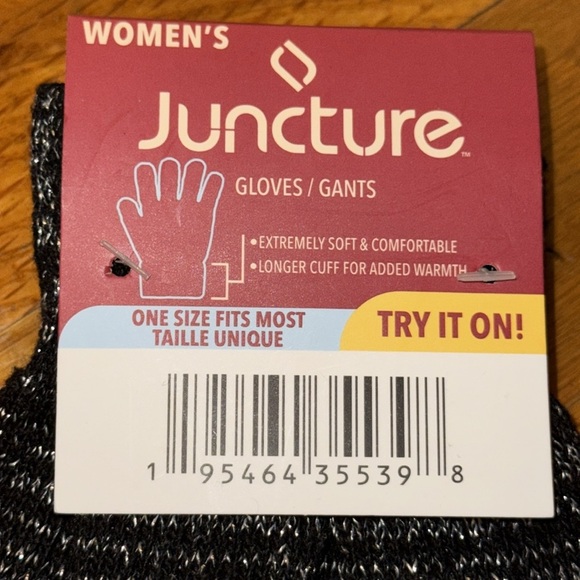 WOMEN'S
Juncture™
GLOVES / GANTS
• EXTREMELY SOFT & COMFORTABLE
• LONGER CUFF FOR ADDED WARMTH
ONE SIZE FITS MOST
TAILLE UNIQUE
TRY IT ON!
1 95464 35539 8